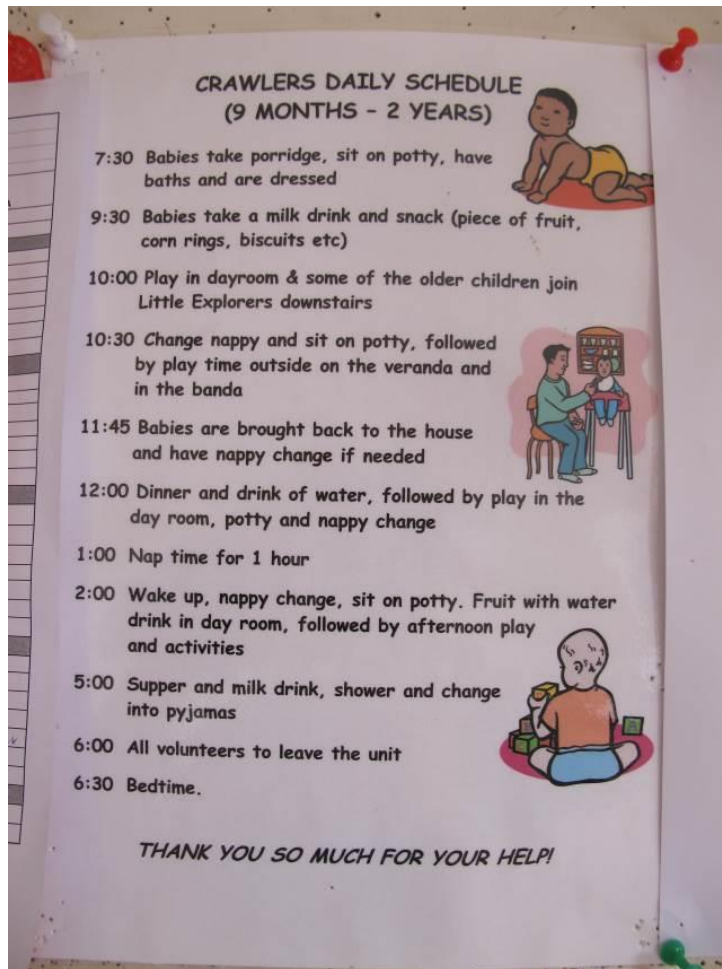 CRAWLERS DAILY SCHEDULE
(9 MONTHS - 2 YEARS)
7:30 Babies take porridge, sit on potty, have
baths and are dressed
9:30 Babies take a milk drink and snack (piece of fruit,
corn rings, biscuits etc)
10:00 Play in dayroom & some of the older children join
Little Explorers downstairs
10:30 Change nappy and sit on potty, followed
by play time outside on the veranda and
in the banda
11:45 Babies are brought back to the house
and have nappy change if needed
12:00 Dinner and drink of water, followed by play in the
day room, potty and nappy change
1:00 Nap time for 1 hour
2:00 Wake up, nappy change, sit on potty. Fruit with water
drink in day room, followed by afternoon play
and activities
5:00 Supper and milk drink, shower and change
into pyjamas
6:00 All volunteers to leave the unit
6:30 Bedtime.
THANK YOU SO MUCH FOR YOUR HELP!